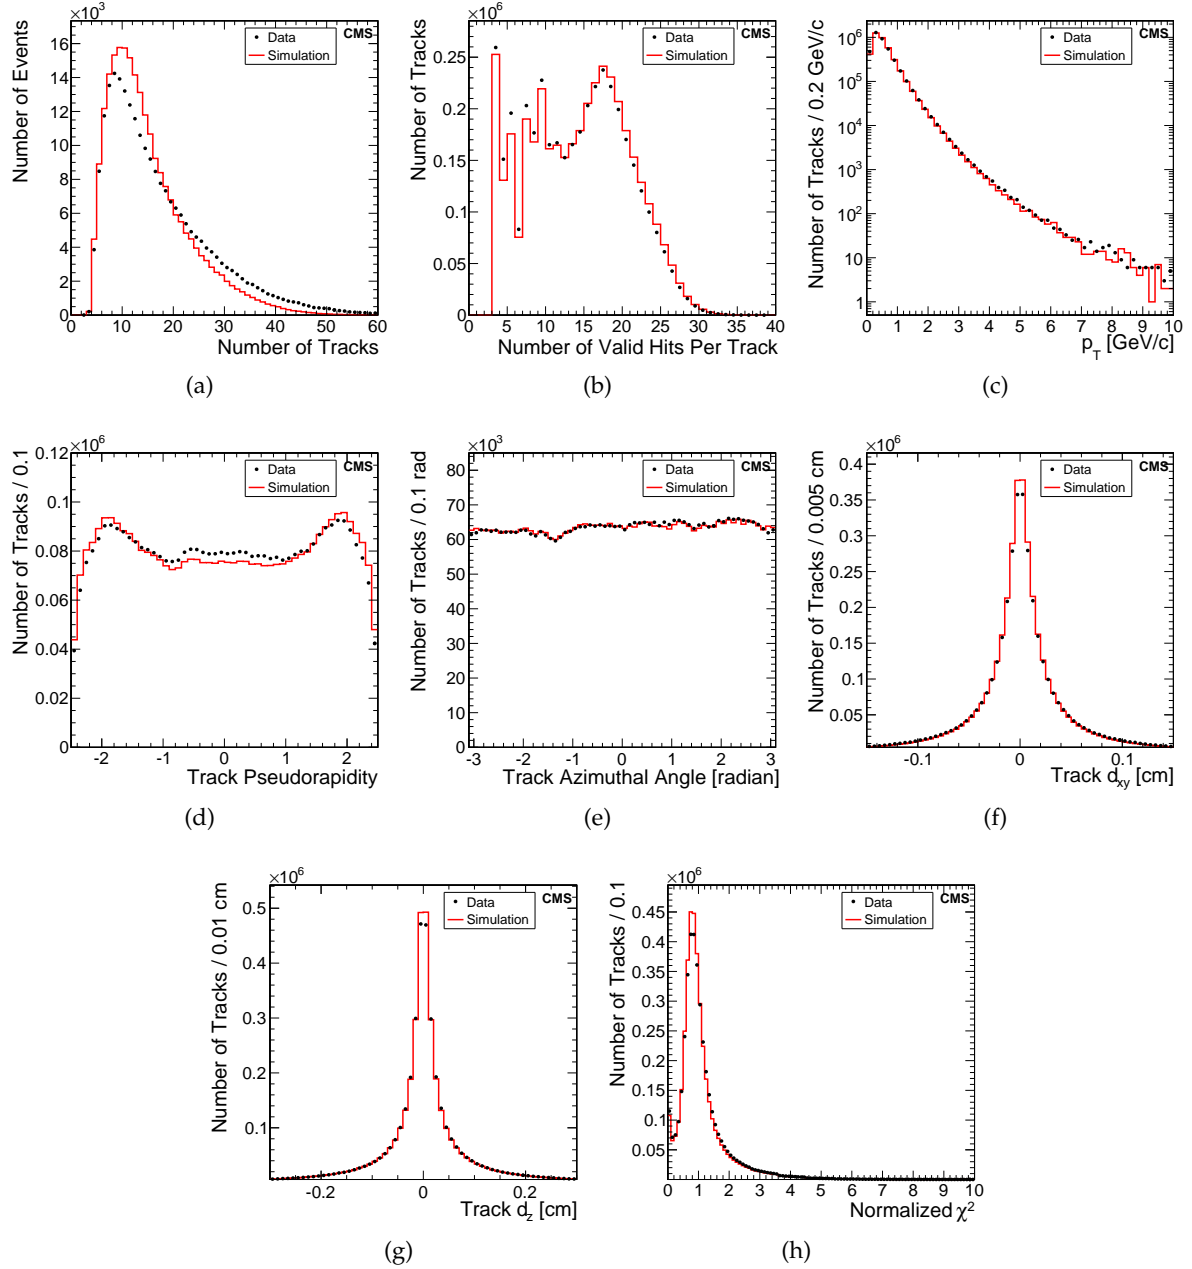 ×10³
Number of Events
16
14
12
10
8
6
4
2
0
0 10 20 30 40 50 60
Number of Tracks
Data
Simulation
CMS
(a)
×10⁶
Number of Tracks
0.25
0.2
0.15
0.1
0.05
0
0 5 10 15 20 25 30 35 40
Number of Valid Hits Per Track
Data
Simulation
CMS
(b)
Number of Tracks / 0.2 GeV/c
10⁶
10⁵
10⁴
10³
10²
10
1
0 1 2 3 4 5 6 7 8 9 10
p_T [GeV/c]
Data
Simulation
CMS
(c)
×10⁶
Number of Tracks / 0.1
0.12
0.1
0.08
0.06
0.04
0.02
0
-2 -1 0 1 2
Track Pseudorapidity
Data
Simulation
CMS
(d)
×10³
Number of Tracks / 0.1 rad
80
70
60
50
40
30
20
10
0
-3 -2 -1 0 1 2 3
Track Azimuthal Angle [radian]
Data
Simulation
CMS
(e)
×10⁶
Number of Tracks / 0.005 cm
0.4
0.35
0.3
0.25
0.2
0.15
0.1
0.05
-0.1 0 0.1
Track d_xy [cm]
Data
Simulation
CMS
(f)
×10⁶
Number of Tracks / 0.01 cm
0.5
0.4
0.3
0.2
0.1
-0.2 0 0.2
Track d_z [cm]
Data
Simulation
CMS
(g)
×10⁶
Number of Tracks / 0.1
0.45
0.4
0.35
0.3
0.25
0.2
0.15
0.1
0.05
0 1 2 3 4 5 6 7 8 9 10
Normalized χ²
Data
Simulation
CMS
(h)